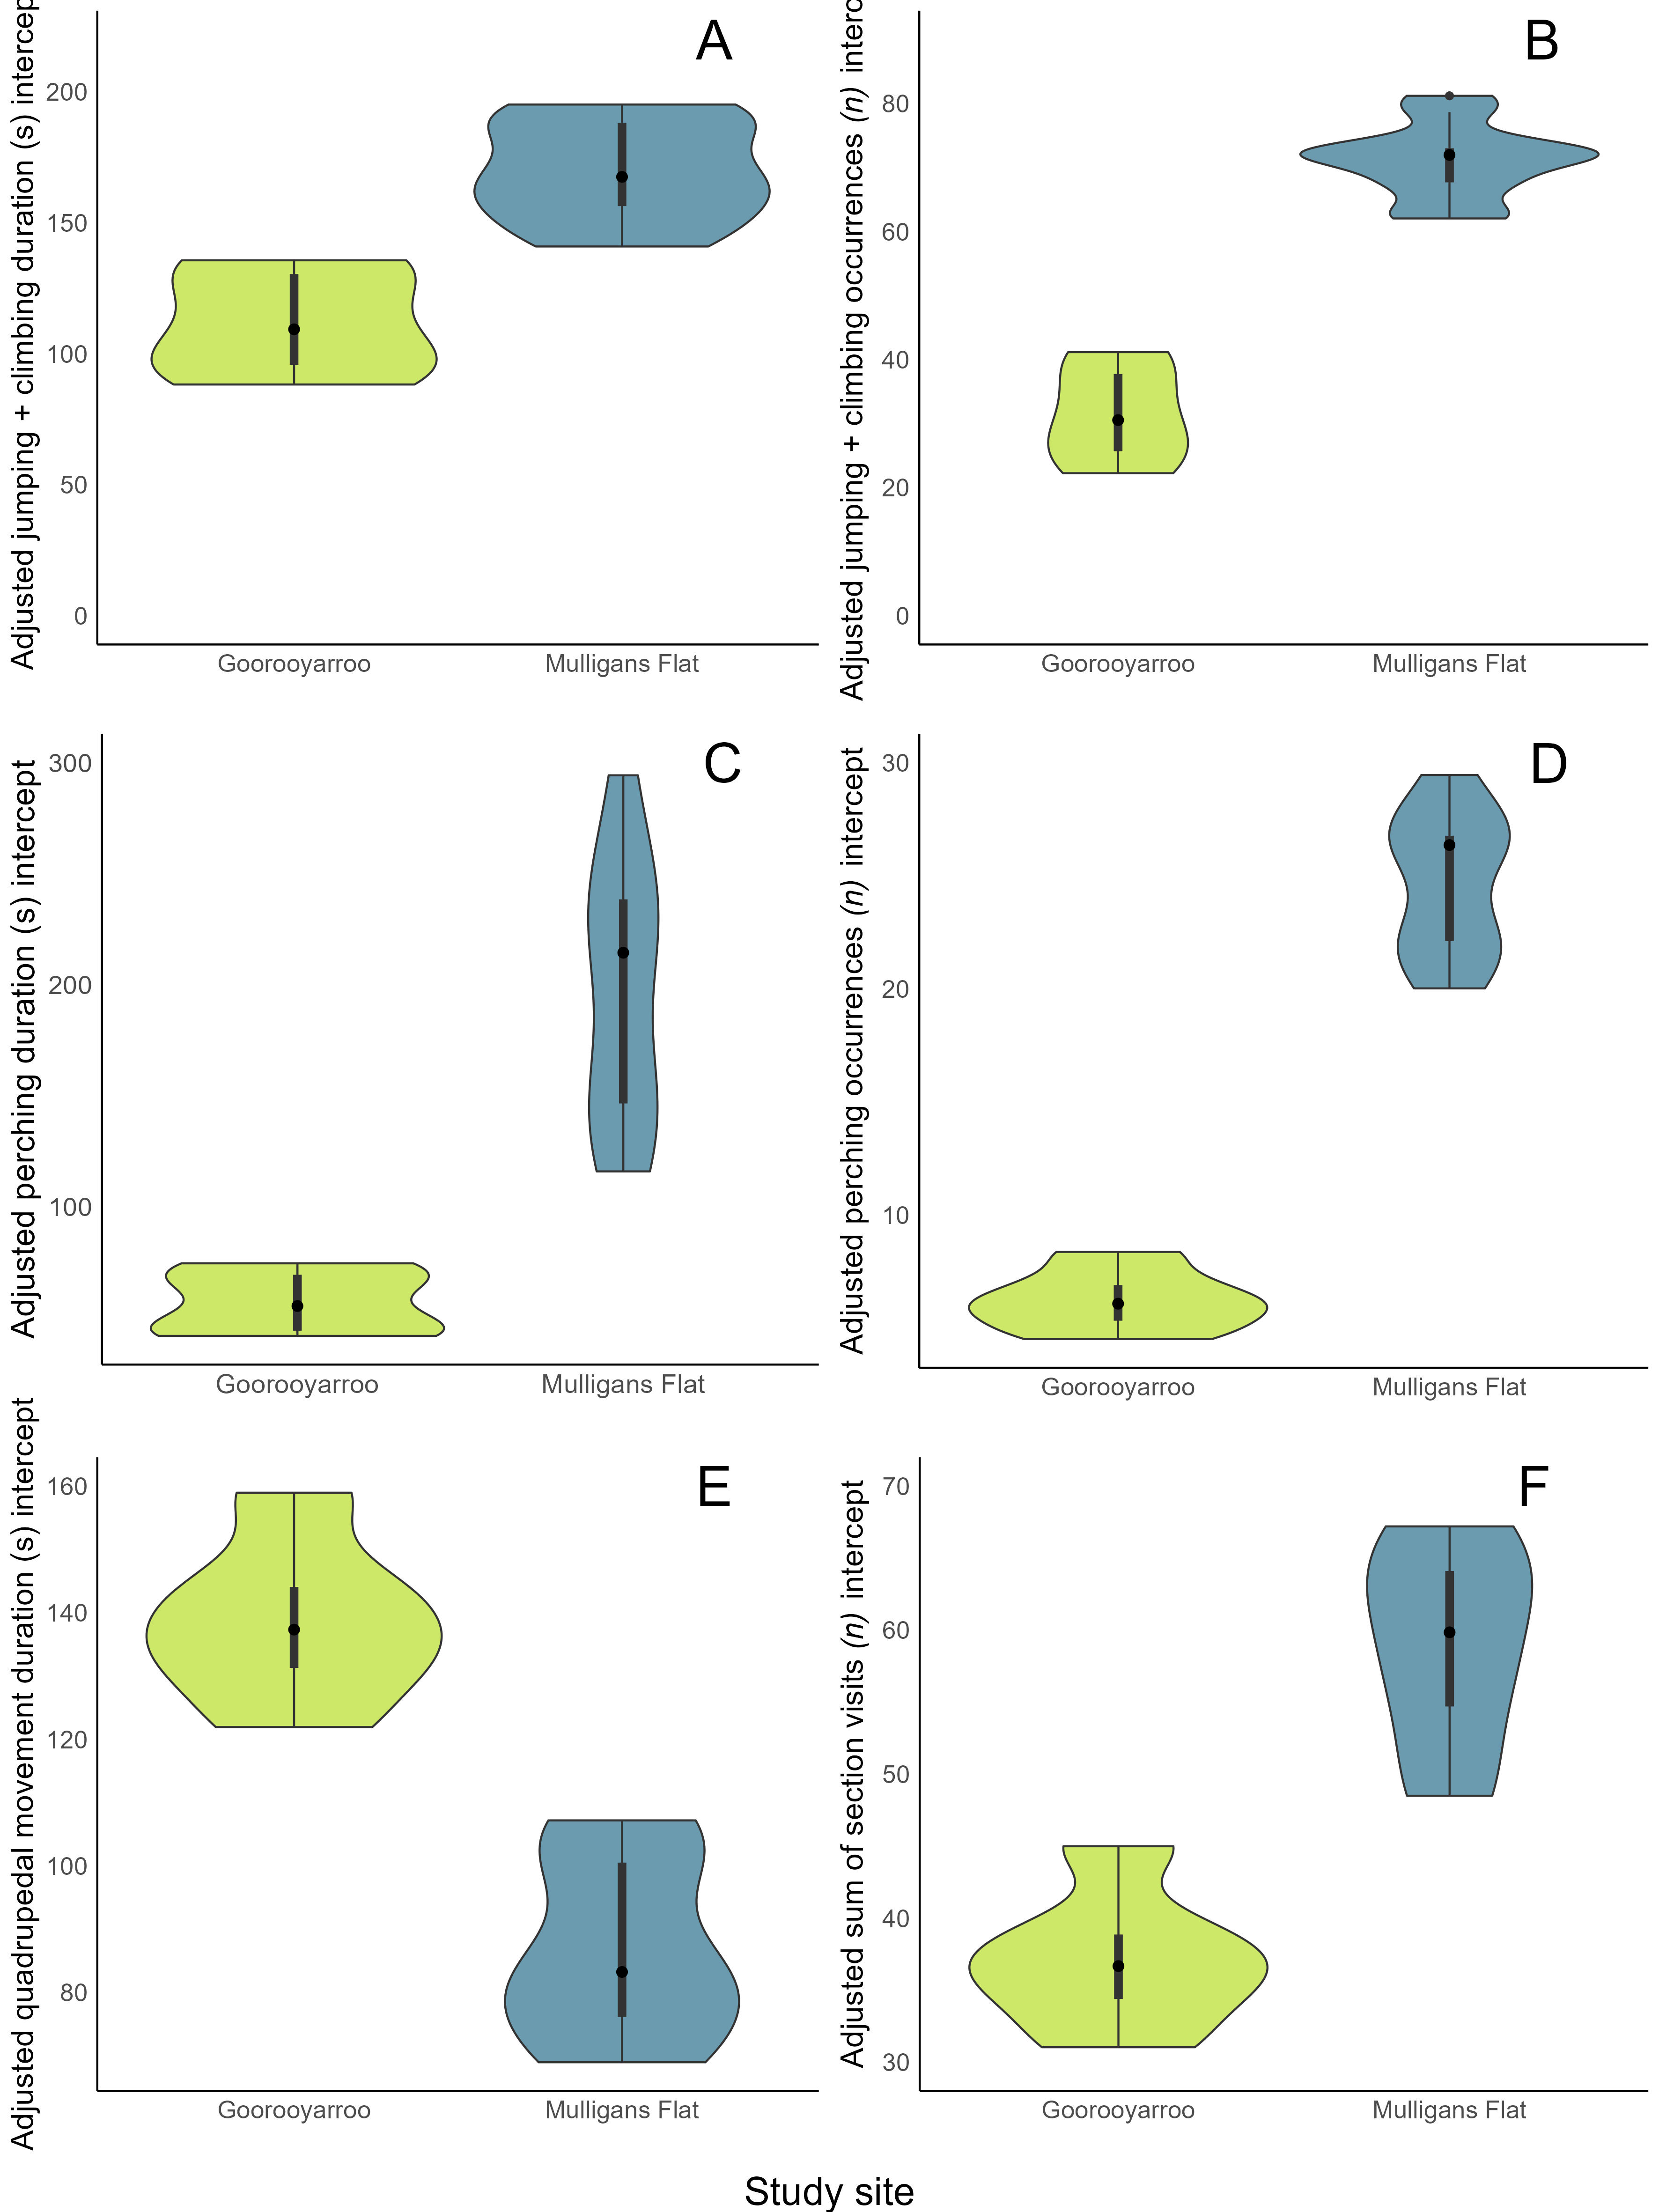 A
Adjusted jumping + climbing duration (s) intercep
200
150
100
50
0
Goorooyarroo
Mulligans Flat
B
Adjusted jumping + climbing occurrences (n)
80
60
40
20
0
Goorooyarroo
Mulligans Flat
C
Adjusted perching duration (s) intercept
300
200
100
Goorooyarroo
Mulligans Flat
D
Adjusted perching occurrences (n) intercept
30
20
10
Goorooyarroo
Mulligans Flat
E
Adjusted quadrupedal movement duration (s) intercept
160
140
120
100
80
Goorooyarroo
Mulligans Flat
F
Adjusted sum of section visits (n) intercept
70
60
50
40
30
Goorooyarroo
Mulligans Flat
Study site